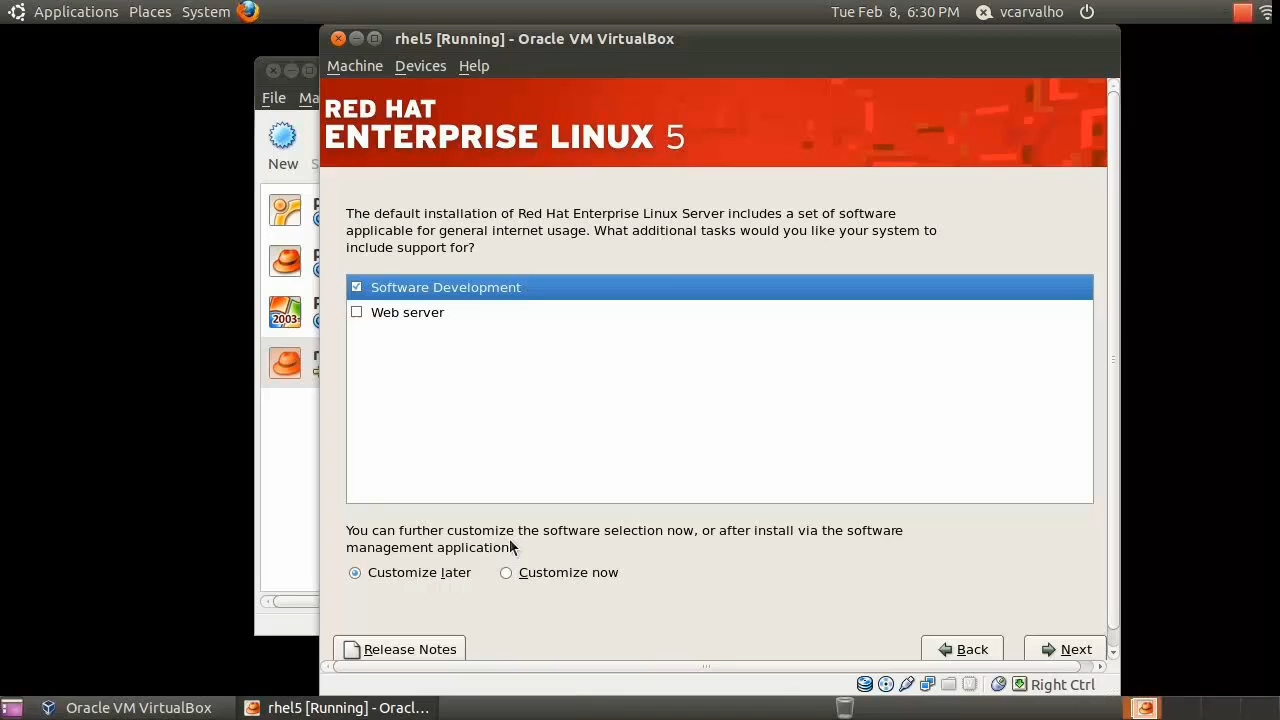 Applications Places System
Tue Feb 8, 6:30 PM vcarvalho
rhel5 [Running] - Oracle VM VirtualBox
Machine Devices Help
File Ma
New
2003
RED HAT
ENTERPRISE LINUX 5
The default installation of Red Hat Enterprise Linux Server includes a set of software
applicable for general internet usage. What additional tasks would you like your system to
include support for?
Software Development
Web server
You can further customize the software selection now, or after install via the software
management application
Customize later Customize now
Release Notes Back Next
Right Ctrl
Oracle VM VirtualBox rhel5 [Running] - Oracl...